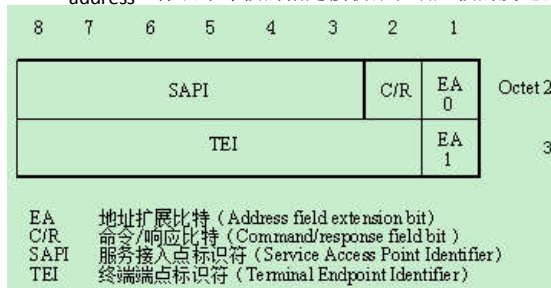 address
8 7 6 5 4 3 2 1
SAPI C/R EA 0 Octet 2
TEI EA 1 3
EA 地址扩展比特（Address field extension bit）
C/R 命令/响应比特（Command/response field bit ）
SAPI 服务接入点标识符（Service Access Point Identifier）
TEI 终端端点标识符（Terminal Endpoint Identifier）